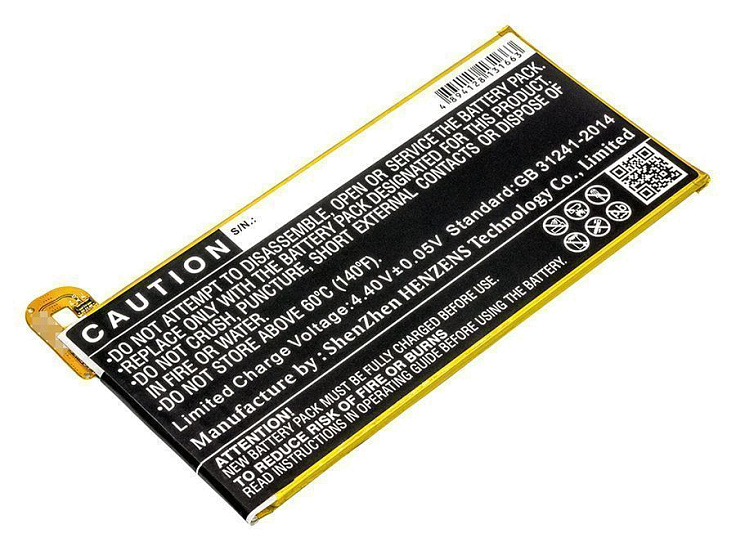 CAUTION
S/N.:
4 894128 131663
·DO NOT ATTEMPT TO DISASSEMBLE, OPEN OR SERVICE THE BATTERY PACK.
·REPLACE ONLY WITH THE BATTERY PACK DESIGNATED FOR THIS PRODUCT.
·DO NOT CRUSH, PUNCTURE, SHORT EXTERNAL CONTACTS OR DISPOSE OF
IN FIRE OR WATER.
·DO NOT STORE ABOVE 60°C (140°F).
Limited Charge Voltage:4.40V±0.05V Standard:GB 31241-2014
Manufacture by : ShenZhen HENZENS Technology Co., Limited
ATTENTION!
NEW BATTERY PACK MUST BE FULLY CHARGED BEFORE USE.
TO REDUCE RISK OF FIRE OR BURNS
READ INSTRUCTIONS IN OPERATING GUIDE BEFORE USING THE BATTERY.